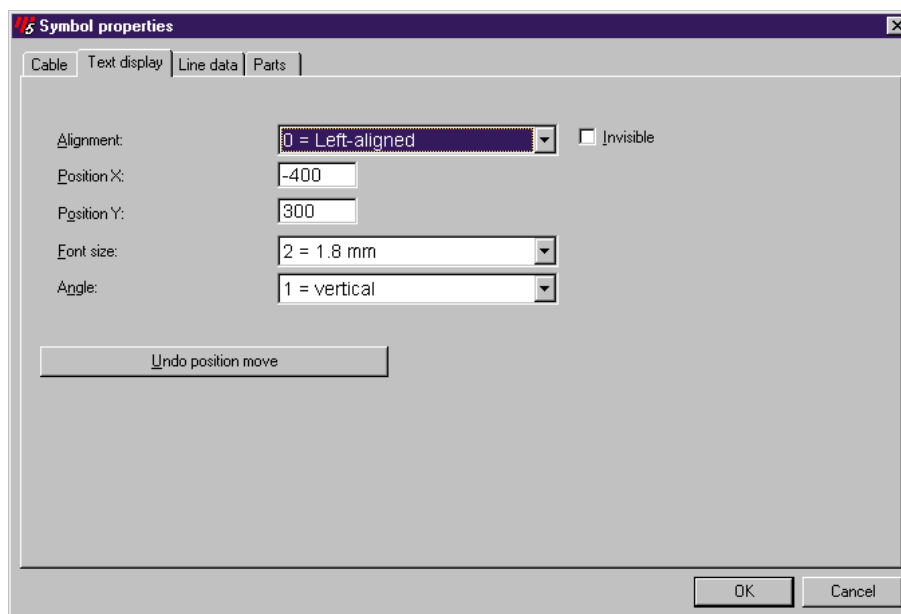 5 Symbol properties
Cable Text display Line data Parts
Alignment: 0 = Left-aligned Invisible
Position X: -400
Position Y: 300
Font size: 2 = 1.8 mm
Angle: 1 = vertical
Undo position move
OK Cancel